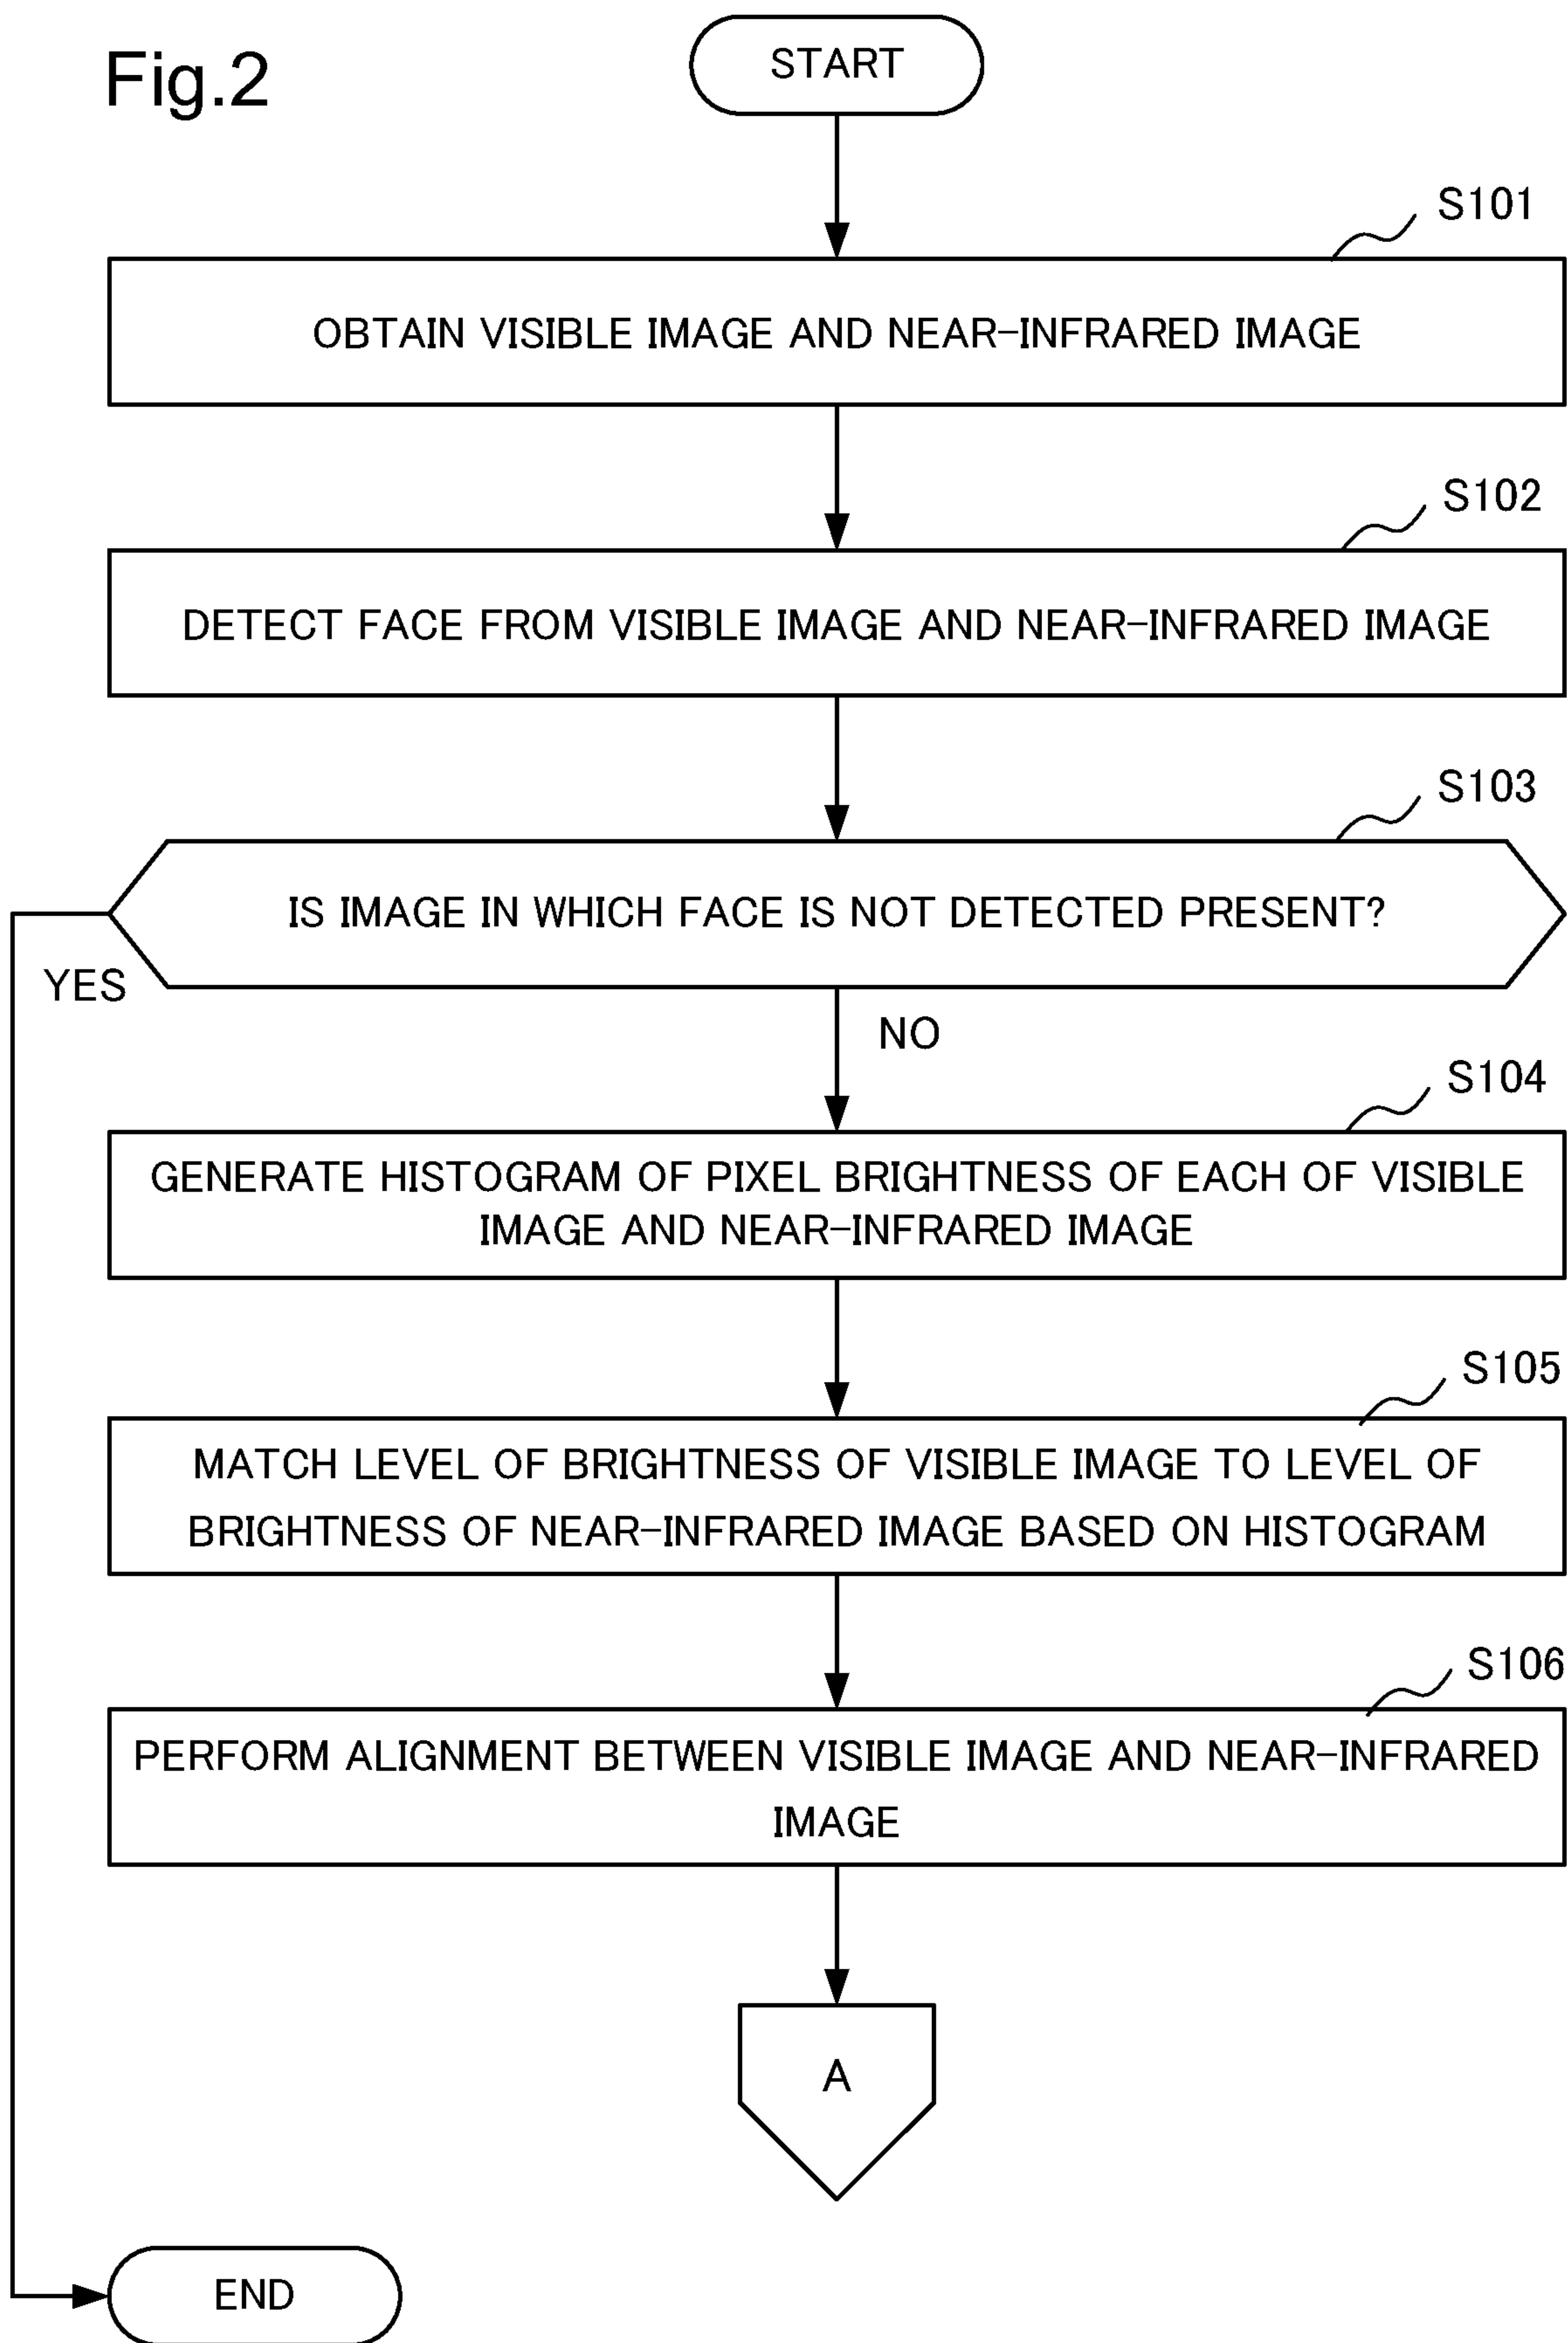 Fig.2
START
S101
OBTAIN VISIBLE IMAGE AND NEAR-INFRARED IMAGE
S102
DETECT FACE FROM VISIBLE IMAGE AND NEAR-INFRARED IMAGE
S103
IS IMAGE IN WHICH FACE IS NOT DETECTED PRESENT?
YES
NO
S104
GENERATE HISTOGRAM OF PIXEL BRIGHTNESS OF EACH OF VISIBLE
IMAGE AND NEAR-INFRARED IMAGE
S105
MATCH LEVEL OF BRIGHTNESS OF VISIBLE IMAGE TO LEVEL OF
BRIGHTNESS OF NEAR-INFRARED IMAGE BASED ON HISTOGRAM
S106
PERFORM ALIGNMENT BETWEEN VISIBLE IMAGE AND NEAR-INFRARED
IMAGE
A
END